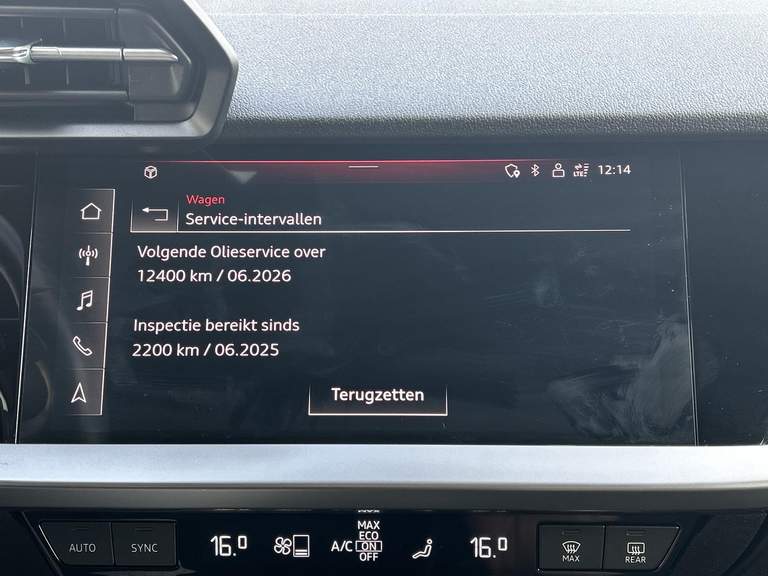 LTE
12:14
Wagen
Service-intervallen
Volgende Olieservice over
12400 km / 06.2026
Inspectie bereikt sinds
2200 km / 06.2025
Terugzetten
AUTO
SYNC
16.0
A/C
MAX
ECO
ON
OFF
16.0
MAX
REAR